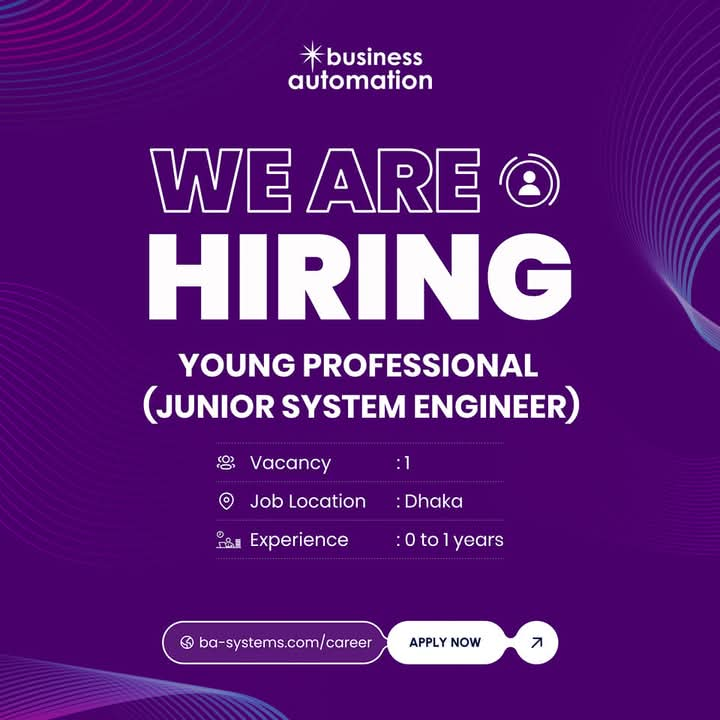 business
automation
WE ARE
HIRING
YOUNG PROFESSIONAL
(JUNIOR SYSTEM ENGINEER)
Vacancy : 1
Job Location : Dhaka
Experience : 0 to 1 years
ba-systems.com/career APPLY NOW